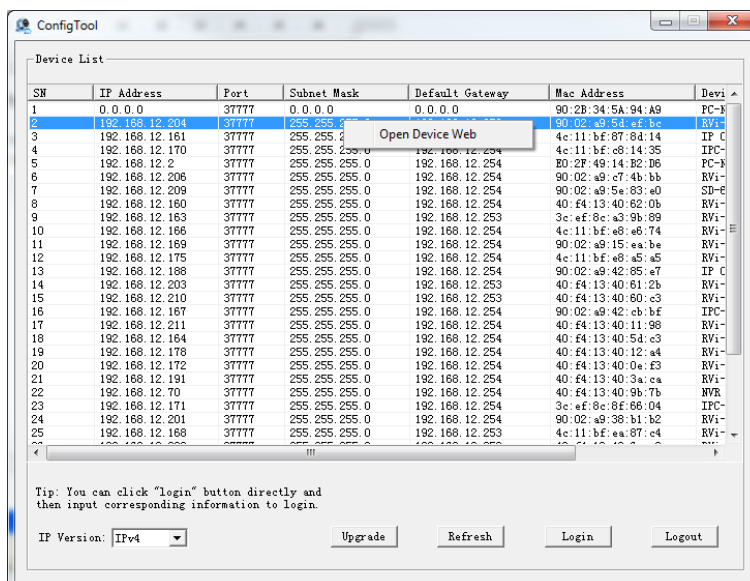 ConfigTool
Device List
SN IP Address Port Subnet Mask Default Gateway Mac Address Devi
1 0.0.0.0 37777 0.0.0.0 0.0.0.0 90:2B:34:5A:94:A9 PC-N
2 192.168.12.204 37777 255.255.2 90:02:a9:5d:ef:bc RVi-
Open Device Web
3 192.168.12.161 37777 255.255.2 4c:11:bf:87:8d:14 IP C
4 192.168.12.170 37777 255.255.255.0 192.168.12.254 4c:11:bf:c8:14:35 IPC-
5 192.168.12.2 37777 255.255.255.0 192.168.12.254 E0:2F:49:14:B2:D6 PC-N
6 192.168.12.206 37777 255.255.255.0 192.168.12.254 90:02:a9:c7:4b:bb RVi-
7 192.168.12.209 37777 255.255.255.0 192.168.12.254 90:02:a9:5e:83:e0 SD-6
8 192.168.12.160 37777 255.255.255.0 192.168.12.254 40:f4:13:40:62:0b RVi-
9 192.168.12.163 37777 255.255.255.0 192.168.12.253 3c:ef:8c:a3:9b:89 RVi-
10 192.168.12.166 37777 255.255.255.0 192.168.12.254 4c:11:bf:e8:e6:74 RVi-
11 192.168.12.169 37777 255.255.255.0 192.168.12.254 90:02:a9:15:ea:be RVi-
12 192.168.12.175 37777 255.255.255.0 192.168.12.254 4c:11:bf:e8:a5:a5 RVi-
13 192.168.12.188 37777 255.255.255.0 192.168.12.254 90:02:a9:42:85:e7 IP C
14 192.168.12.203 37777 255.255.255.0 192.168.12.253 40:f4:13:40:61:2b RVi-
15 192.168.12.210 37777 255.255.255.0 192.168.12.253 40:f4:13:40:60:c3 RVi-
16 192.168.12.167 37777 255.255.255.0 192.168.12.254 90:02:a9:42:cb:bf IPC-
17 192.168.12.211 37777 255.255.255.0 192.168.12.254 40:f4:13:40:11:98 RVi-
18 192.168.12.164 37777 255.255.255.0 192.168.12.254 40:f4:13:40:5d:c3 RVi-
19 192.168.12.178 37777 255.255.255.0 192.168.12.254 40:f4:13:40:12:a4 RVi-
20 192.168.12.172 37777 255.255.255.0 192.168.12.254 40:f4:13:40:0e:f3 RVi-
21 192.168.12.191 37777 255.255.255.0 192.168.12.254 40:f4:13:40:3a:ca RVi-
22 192.168.12.70 37777 255.255.255.0 192.168.12.254 40:f4:13:40:9b:7b NVR
23 192.168.12.171 37777 255.255.255.0 192.168.12.254 3c:ef:8c:8f:66:04 IPC-
24 192.168.12.201 37777 255.255.255.0 192.168.12.254 90:02:a9:38:b1:b2 RVi-
25 192.168.12.168 37777 255.255.255.0 192.168.12.253 4c:11:bf:ea:87:c4 RVi-
Tip: You can click "login" button directly and
then input corresponding information to login.
IP Version: IPv4 Upgrade Refresh Login Logout